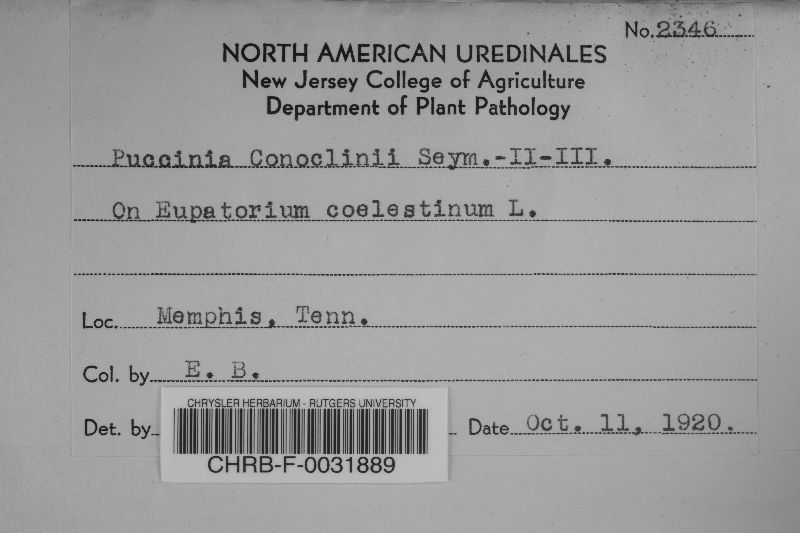 No. 2346
NORTH AMERICAN UREDINALES
New Jersey College of Agriculture
Department of Plant Pathology
Puccinia Conoclinii Seym.-II-III.
On Eupatorium coelestinum L.
Loc. Memphis, Tenn.
Col. by E. B.
Det. by
Date Oct. 11, 1920.
CHRYSLER HERBARIUM - RUTGERS UNIVERSITY
CHRB-F-0031889